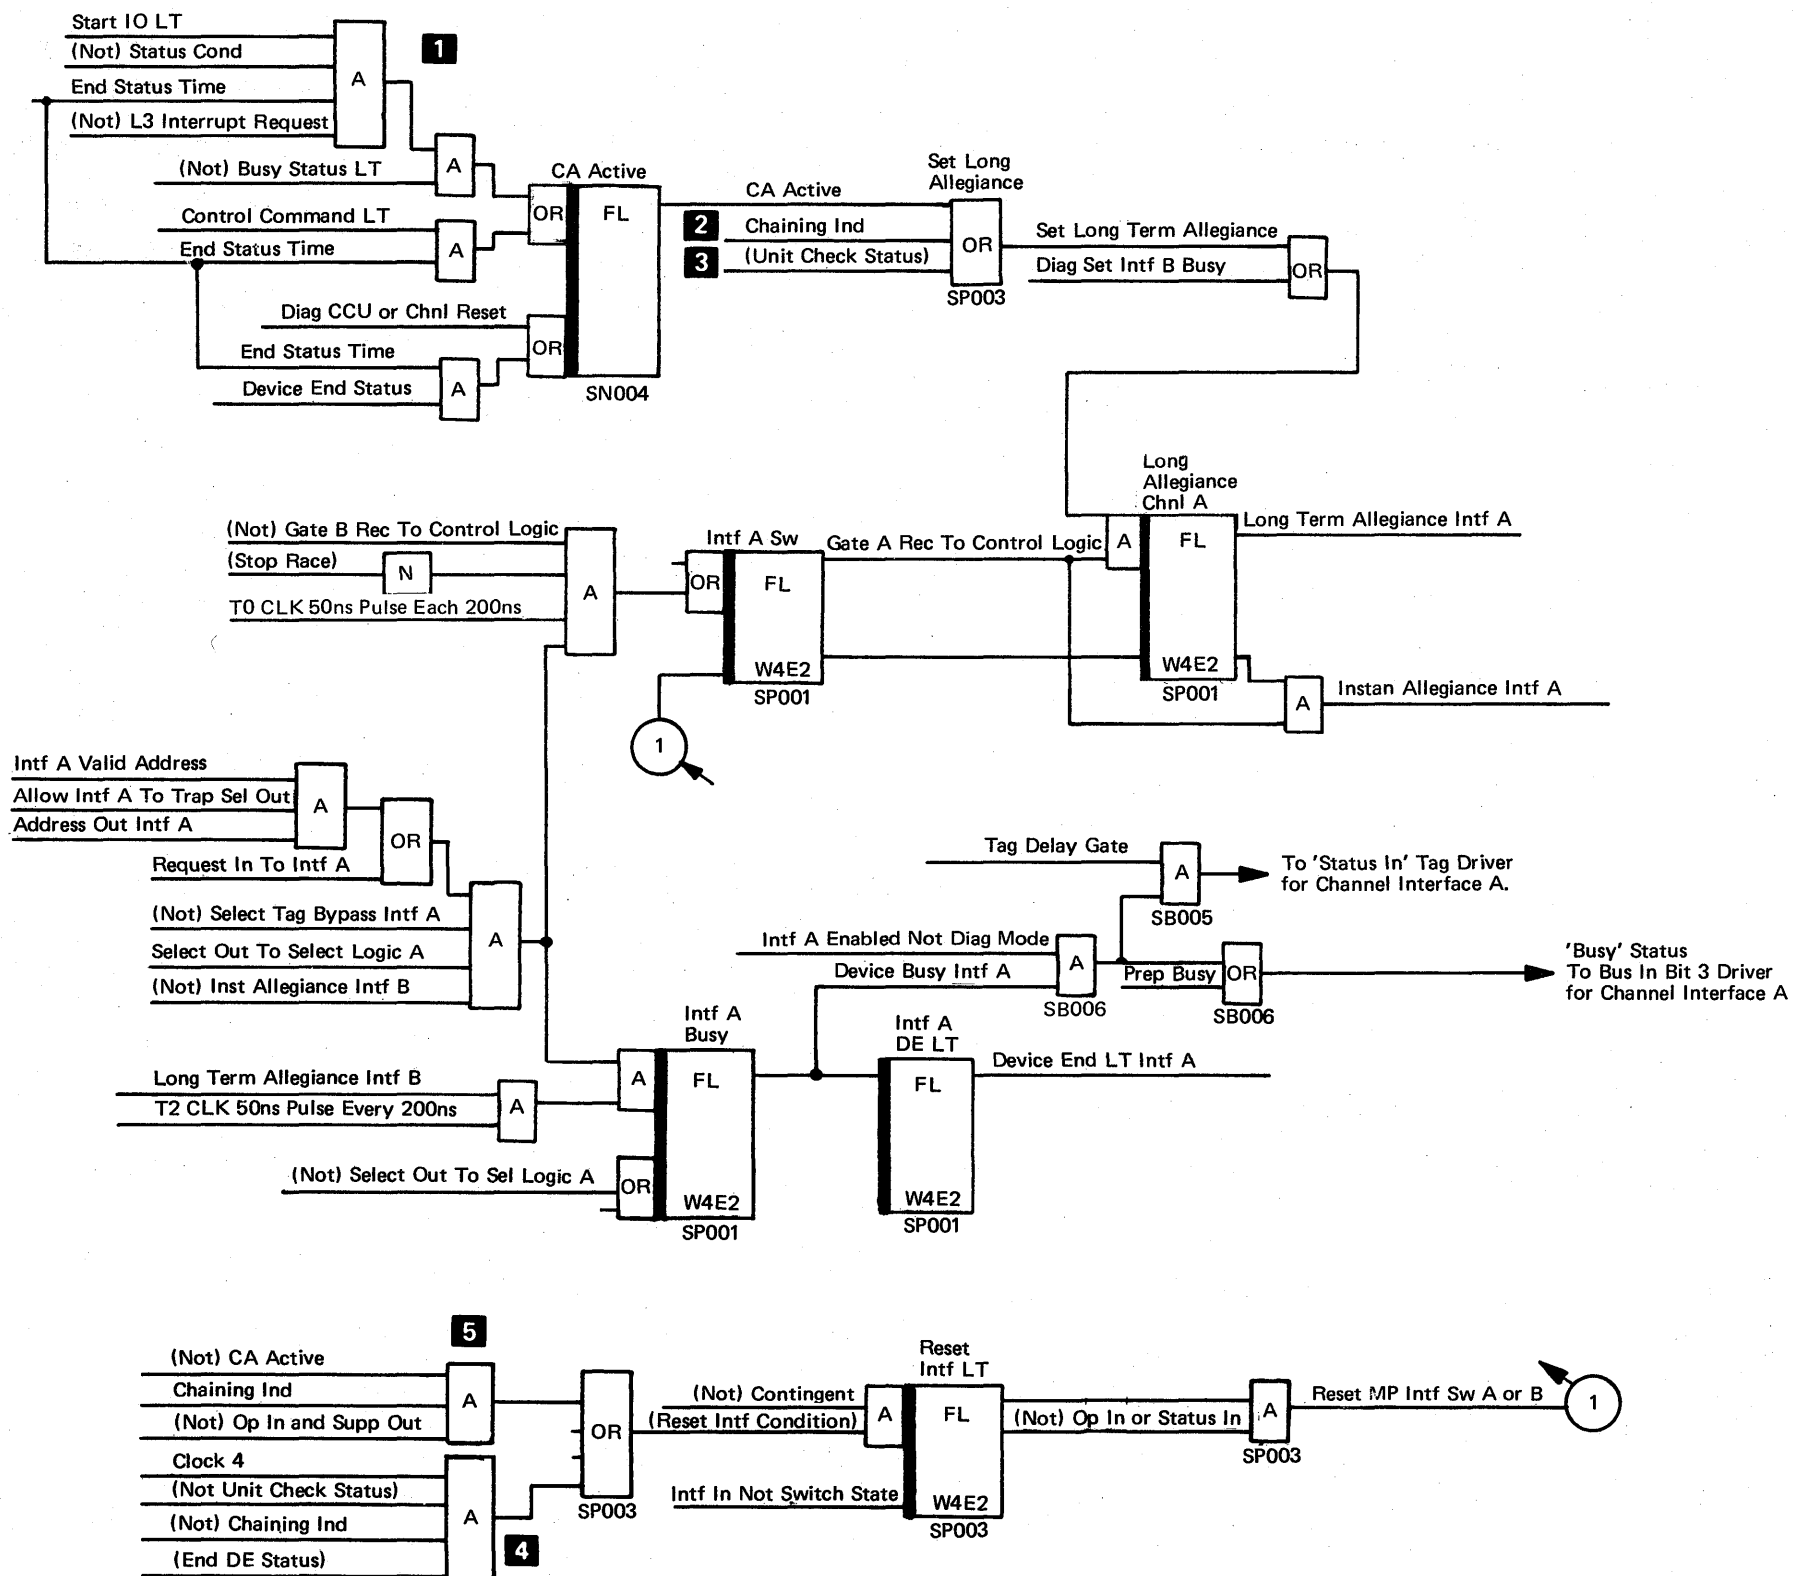 Start IO LT
(Not) Status Cond
End Status Time
(Not) L3 Interrupt Request
A
1
(Not) Busy Status LT
A
Control Command LT
End Status Time
A
CA Active
OR
FL
Diag CCU or Chnl Reset
OR
End Status Time
Device End Status
A
SN004
CA Active
2
Chaining Ind
3
(Unit Check Status)
Set Long
Allegiance
OR
SP003
Set Long Term Allegiance
Diag Set Intf B Busy
OR
(Not) Gate B Rec To Control Logic
(Stop Race)
N
T0 CLK 50ns Pulse Each 200ns
A
Intf A Sw
OR
FL
W4E2
SP001
1
Gate A Rec To Control Logic
Long
Allegiance
Chnl A
A
FL
W4E2
SP001
Long Term Allegiance Intf A
A
Instan Allegiance Intf A
Intf A Valid Address
Allow Intf A To Trap Sel Out
Address Out Intf A
A
Request In To Intf A
OR
(Not) Select Tag Bypass Intf A
Select Out To Select Logic A
(Not) Inst Allegiance Intf B
A
Tag Delay Gate
A
SB005
To 'Status In' Tag Driver
for Channel Interface A.
Intf A Enabled Not Diag Mode
Device Busy Intf A
A
SB006
Prep Busy
OR
SB006
'Busy' Status
To Bus In Bit 3 Driver
for Channel Interface A
Long Term Allegiance Intf B
T2 CLK 50ns Pulse Every 200ns
A
Intf A
Busy
A
FL
(Not) Select Out To Sel Logic A
OR
W4E2
SP001
Intf A
DE LT
FL
W4E2
SP001
Device End LT Intf A
5
(Not) CA Active
Chaining Ind
(Not) Op In and Supp Out
A
Clock 4
(Not Unit Check Status)
(Not) Chaining Ind
(End DE Status)
A
4
OR
SP003
(Not) Contingent
(Reset Intf Condition)
A
Intf In Not Switch State
Reset
Intf LT
FL
W4E2
SP003
(Not) Op In or Status In
A
SP003
Reset MP Intf Sw A or B
1